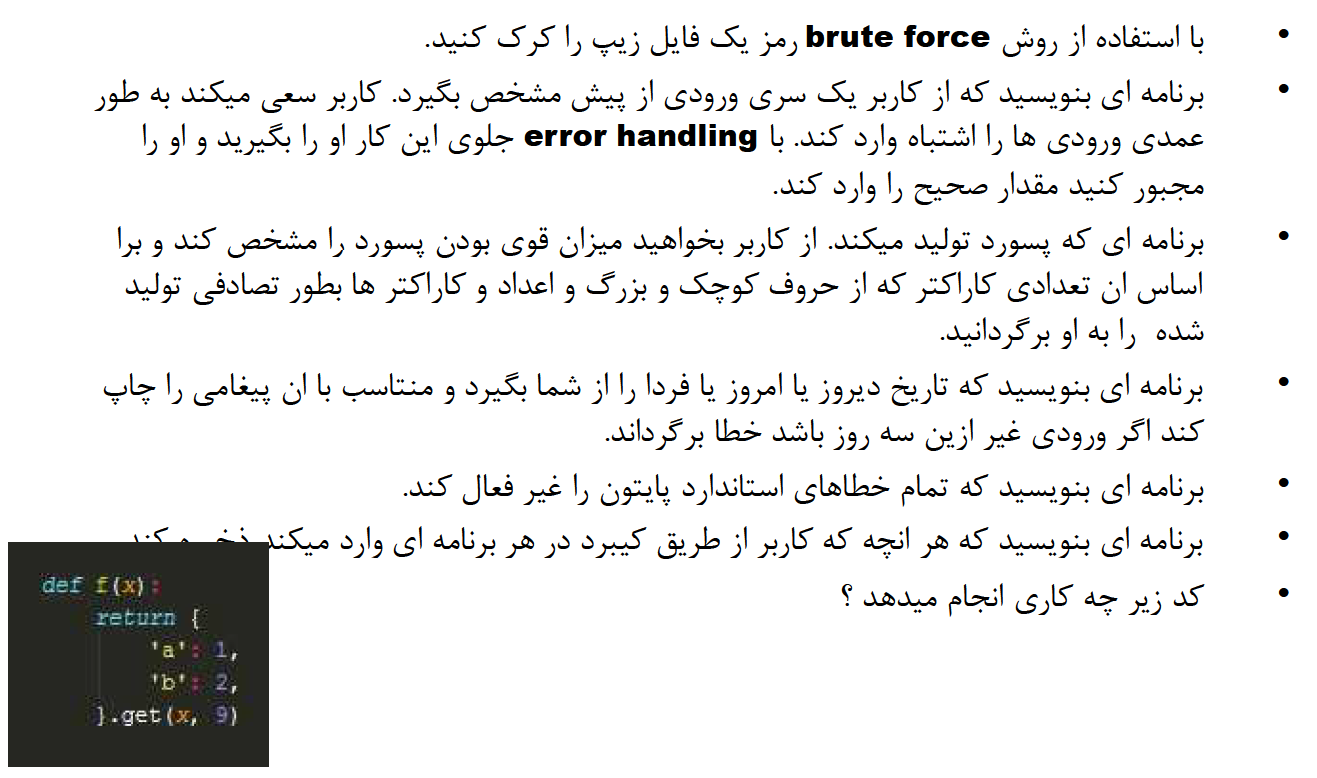 • با استفاده از روش brute force رمز یک فایل زیپ را کرک کنید.
• برنامه ای بنویسید که از کاربر یک سری ورودی از پیش مشخص بگیرد. کاربر سعی میکند به طور
عمدی ورودی ها را اشتباه وارد کند. با error handling جلوی این کار او را بگیرید و او را
مجبور کنید مقدار صحیح را وارد کند.
• برنامه ای که پسورد تولید میکند. از کاربر بخواهید میزان قوی بودن پسورد را مشخص کند و برا
اساس ان تعدادی کاراکتر که از حروف کوچک و بزرگ و اعداد و کاراکتر ها بطور تصادفی تولید
شده را به او برگردانید.
• برنامه ای بنویسید که تاریخ دیروز یا امروز یا فردا را از شما بگیرد و منتاسب با ان پیغامی را چاپ
کند اگر ورودی غیر ازین سه روز باشد خطا برگرداند.
• برنامه ای بنویسید که تمام خطاهای استاندارد پایتون را غیر فعال کند.
• برنامه ای بنویسید که هر انچه که کاربر از طریق کیبرد در هر برنامه ای وارد میکند
• کد زیر چه کاری انجام میدهد ؟
def f(x):
return {
'a': 1,
'b': 2,
}.get(x, 9)